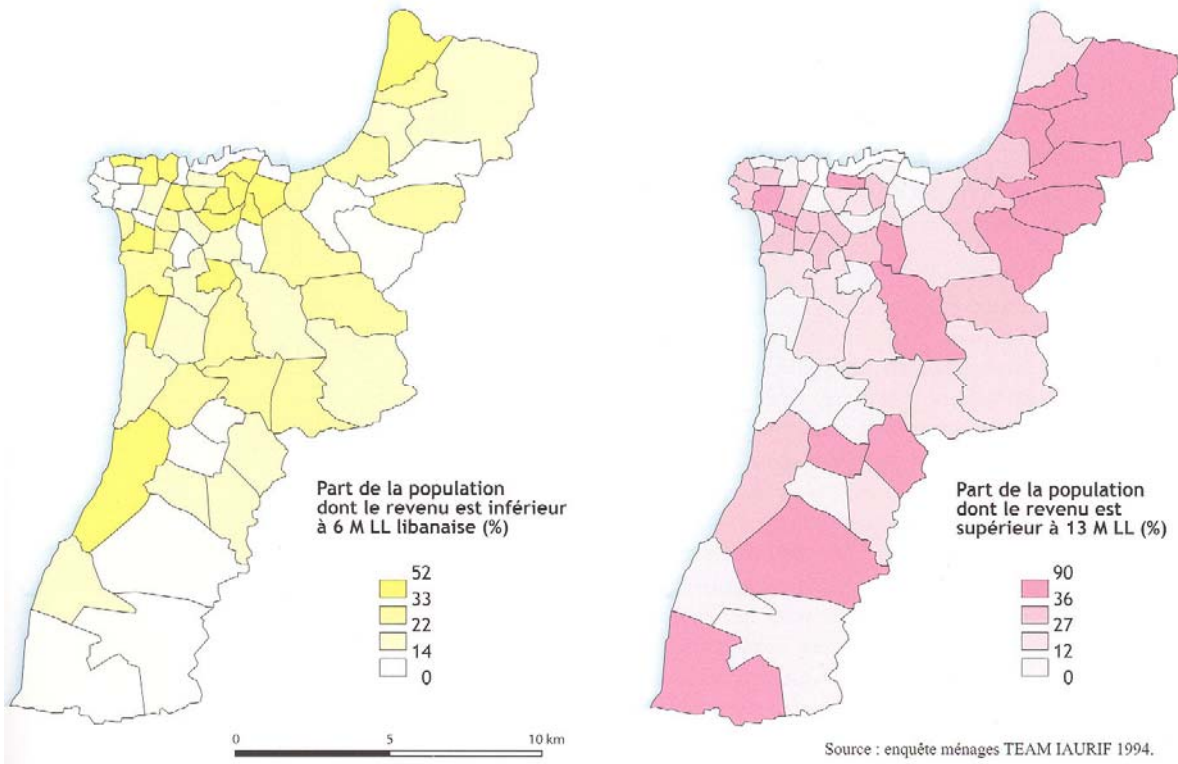 Part de la population
dont le revenu est inférieur
à 6 M LL libanaise (%)
52
33
22
14
0
0 5 10 km
Part de la population
dont le revenu est
supérieur à 13 M LL (%)
90
36
27
12
0
Source : enquête ménages TEAM IAURIF 1994.